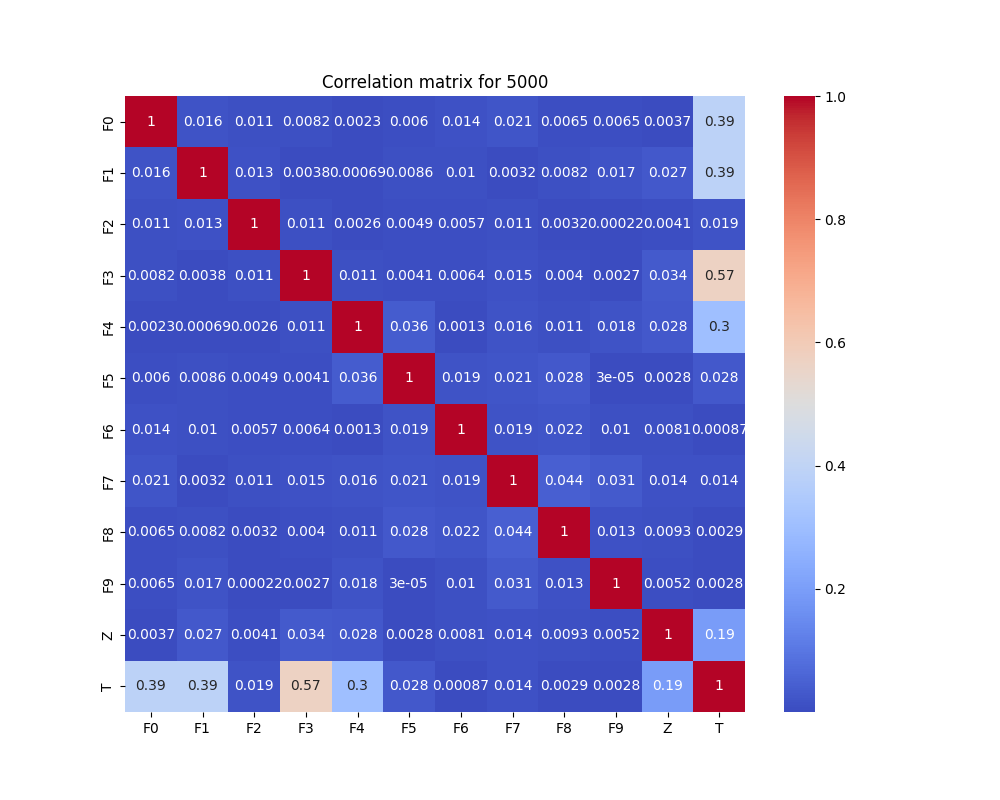 Correlation matrix for 5000
F0 1 0.016 0.011 0.0082 0.0023 0.006 0.014 0.021 0.0065 0.0065 0.0037 0.39
F1 0.016 1 0.013 0.0038 0.00069 0.0086 0.01 0.0032 0.0082 0.017 0.027 0.39
F2 0.011 0.013 1 0.011 0.0026 0.0049 0.0057 0.011 0.0032 0.00022 0.0041 0.019
F3 0.0082 0.0038 0.011 1 0.011 0.0041 0.0064 0.015 0.004 0.0027 0.034 0.57
F4 0.0023 0.00069 0.0026 0.011 1 0.036 0.0013 0.016 0.011 0.018 0.028 0.3
F5 0.006 0.0086 0.0049 0.0041 0.036 1 0.019 0.021 0.028 3e-05 0.0028 0.028
F6 0.014 0.01 0.0057 0.0064 0.0013 0.019 1 0.019 0.022 0.01 0.0081 0.00087
F7 0.021 0.0032 0.011 0.015 0.016 0.021 0.019 1 0.044 0.031 0.014 0.014
F8 0.0065 0.0082 0.0032 0.004 0.011 0.028 0.022 0.044 1 0.013 0.0093 0.0029
F9 0.0065 0.017 0.00022 0.0027 0.018 3e-05 0.01 0.031 0.013 1 0.0052 0.0028
Z 0.0037 0.027 0.0041 0.034 0.028 0.0028 0.0081 0.014 0.0093 0.0052 1 0.19
T 0.39 0.39 0.019 0.57 0.3 0.028 0.00087 0.014 0.0029 0.0028 0.19 1
F0 F1 F2 F3 F4 F5 F6 F7 F8 F9 Z T
1.0
0.8
0.6
0.4
0.2